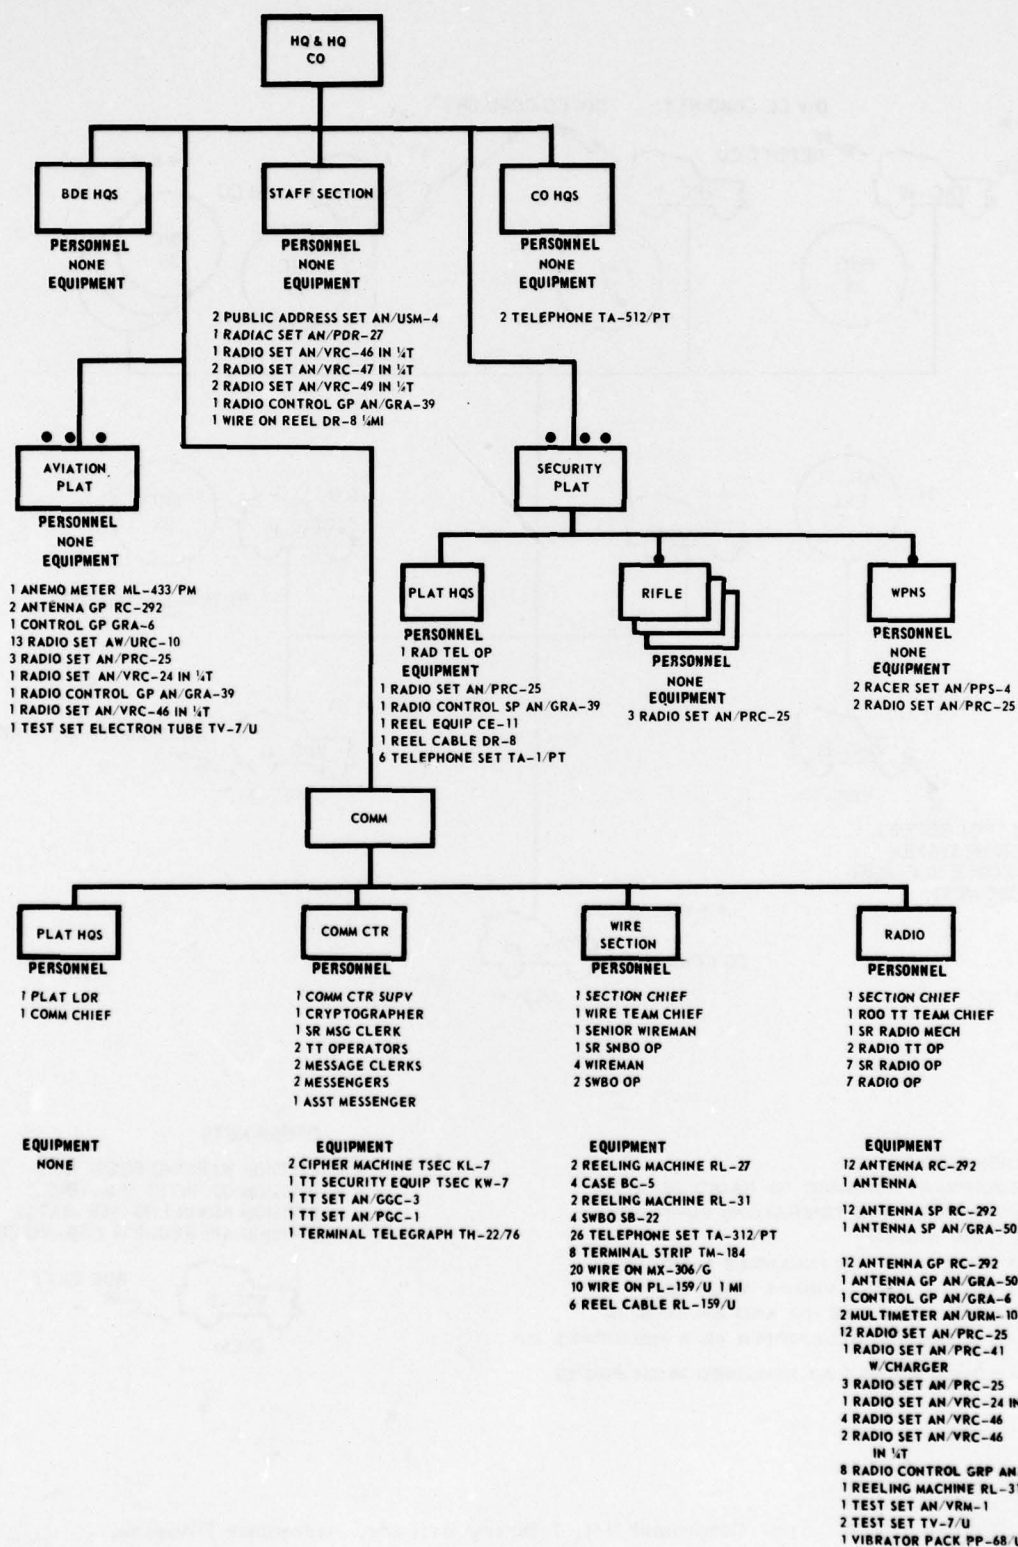 HQ & HQ
CO
BDE HQS
PERSONNEL
NONE
EQUIPMENT
STAFF SECTION
PERSONNEL
NONE
EQUIPMENT
2 PUBLIC ADDRESS SET AN/USM-4
1 RADIAC SET AN/PDR-27
1 RADIO SET AN/VRC-46 IN ¼T
2 RADIO SET AN/VRC-47 IN ¼T
2 RADIO SET AN/VRC-49 IN ¼T
1 RADIO CONTROL GP AN/GRA-39
1 WIRE ON REEL DR-8 ¼MI
CO HQS
PERSONNEL
NONE
EQUIPMENT
2 TELEPHONE TA-512/PT
AVIATION
PLAT
PERSONNEL
NONE
EQUIPMENT
1 ANEMO METER ML-433/PM
2 ANTENNA GP RC-292
1 CONTROL GP GRA-6
13 RADIO SET AW/URC-10
3 RADIO SET AN/PRC-25
1 RADIO SET AN/VRC-24 IN ¼T
1 RADIO CONTROL GP AN/GRA-39
1 RADIO SET AN/VRC-46 IN ¼T
1 TEST SET ELECTRON TUBE TV-7/U
SECURITY
PLAT
PLAT HQS
PERSONNEL
1 RAD TEL OP
EQUIPMENT
1 RADIO SET AN/PRC-25
1 RADIO CONTROL SP AN/GRA-39
1 REEL EQUIP CE-11
1 REEL CABLE DR-8
6 TELEPHONE SET TA-1/PT
RIFLE
PERSONNEL
NONE
EQUIPMENT
3 RADIO SET AN/PRC-25
WPNS
PERSONNEL
NONE
EQUIPMENT
2 RACER SET AN/PPS-4
2 RADIO SET AN/PRC-25
COMM
PLAT HQS
PERSONNEL
1 PLAT LDR
1 COMM CHIEF
EQUIPMENT
NONE
COMM CTR
PERSONNEL
1 COMM CTR SUPV
1 CRYPTOGRAPHER
1 SR MSG CLERK
2 TT OPERATORS
2 MESSAGE CLERKS
2 MESSENGERS
1 ASST MESSENGER
EQUIPMENT
2 CIPHER MACHINE TSEC KL-7
1 TT SECURITY EQUIP TSEC KW-7
1 TT SET AN/GGC-3
1 TT SET AN/PGC-1
1 TERMINAL TELEGRAPH TH-22/76
WIRE
SECTION
PERSONNEL
1 SECTION CHIEF
1 WIRE TEAM CHIEF
1 SENIOR WIREMAN
1 SR SNBO OP
4 WIREMAN
2 SWBO OP
EQUIPMENT
2 REELING MACHINE RL-27
4 CASE BC-5
2 REELING MACHINE RL-31
4 SWBO SB-22
26 TELEPHONE SET TA-312/PT
8 TERMINAL STRIP TM-184
20 WIRE ON MX-306/G
10 WIRE ON PL-159/U 1 MI
6 REEL CABLE RL-159/U
RADIO
PERSONNEL
1 SECTION CHIEF
1 ROO TT TEAM CHIEF
1 SR RADIO MECH
2 RADIO TT OP
7 SR RADIO OP
7 RADIO OP
EQUIPMENT
12 ANTENNA RC-292
1 ANTENNA
12 ANTENNA SP RC-292
1 ANTENNA SP AN/GRA-50
12 ANTENNA GP RC-292
1 ANTENNA GP AN/GRA-50
1 CONTROL GP AN/GRA-6
2 MULTIMETER AN/URM-10
12 RADIO SET AN/PRC-25
1 RADIO SET AN/PRC-41
W/CHARGER
3 RADIO SET AN/PRC-25
1 RADIO SET AN/VRC-24 IN
4 RADIO SET AN/VRC-46
2 RADIO SET AN/VRC-46
IN ¼T
8 RADIO CONTROL GRP AN
1 REELING MACHINE RL-3
1 TEST SET AN/VRM-1
2 TEST SET TV-7/U
1 VIBRATOR PACK PP-68/U